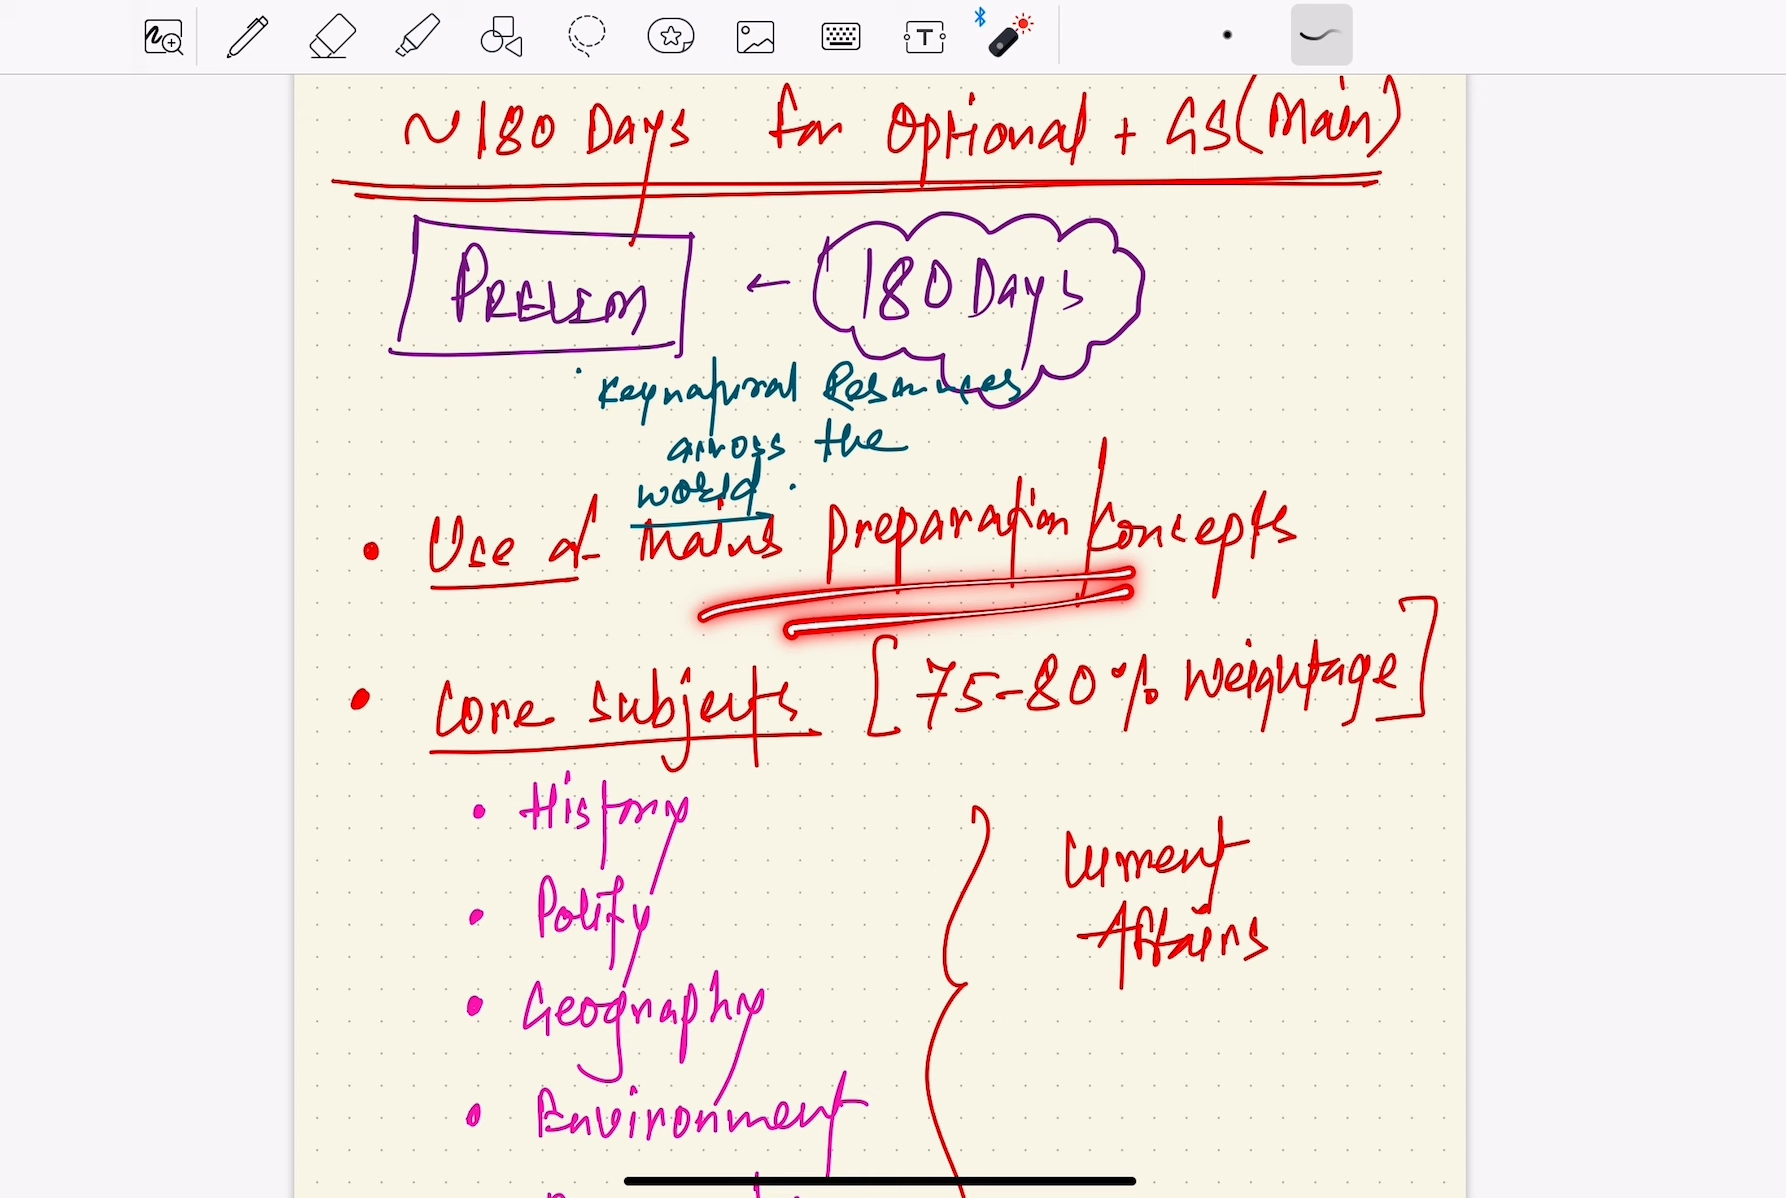 ~180 Days for Optional + GS (Main)
PRELIM ← 180 Days
Key natural Resources
across the
world.
• Use of Mains preparation Concepts
• Core Subjects [75-80% Weightage]
• History
• Polity
Current
Affairs
• Geography
• Environment